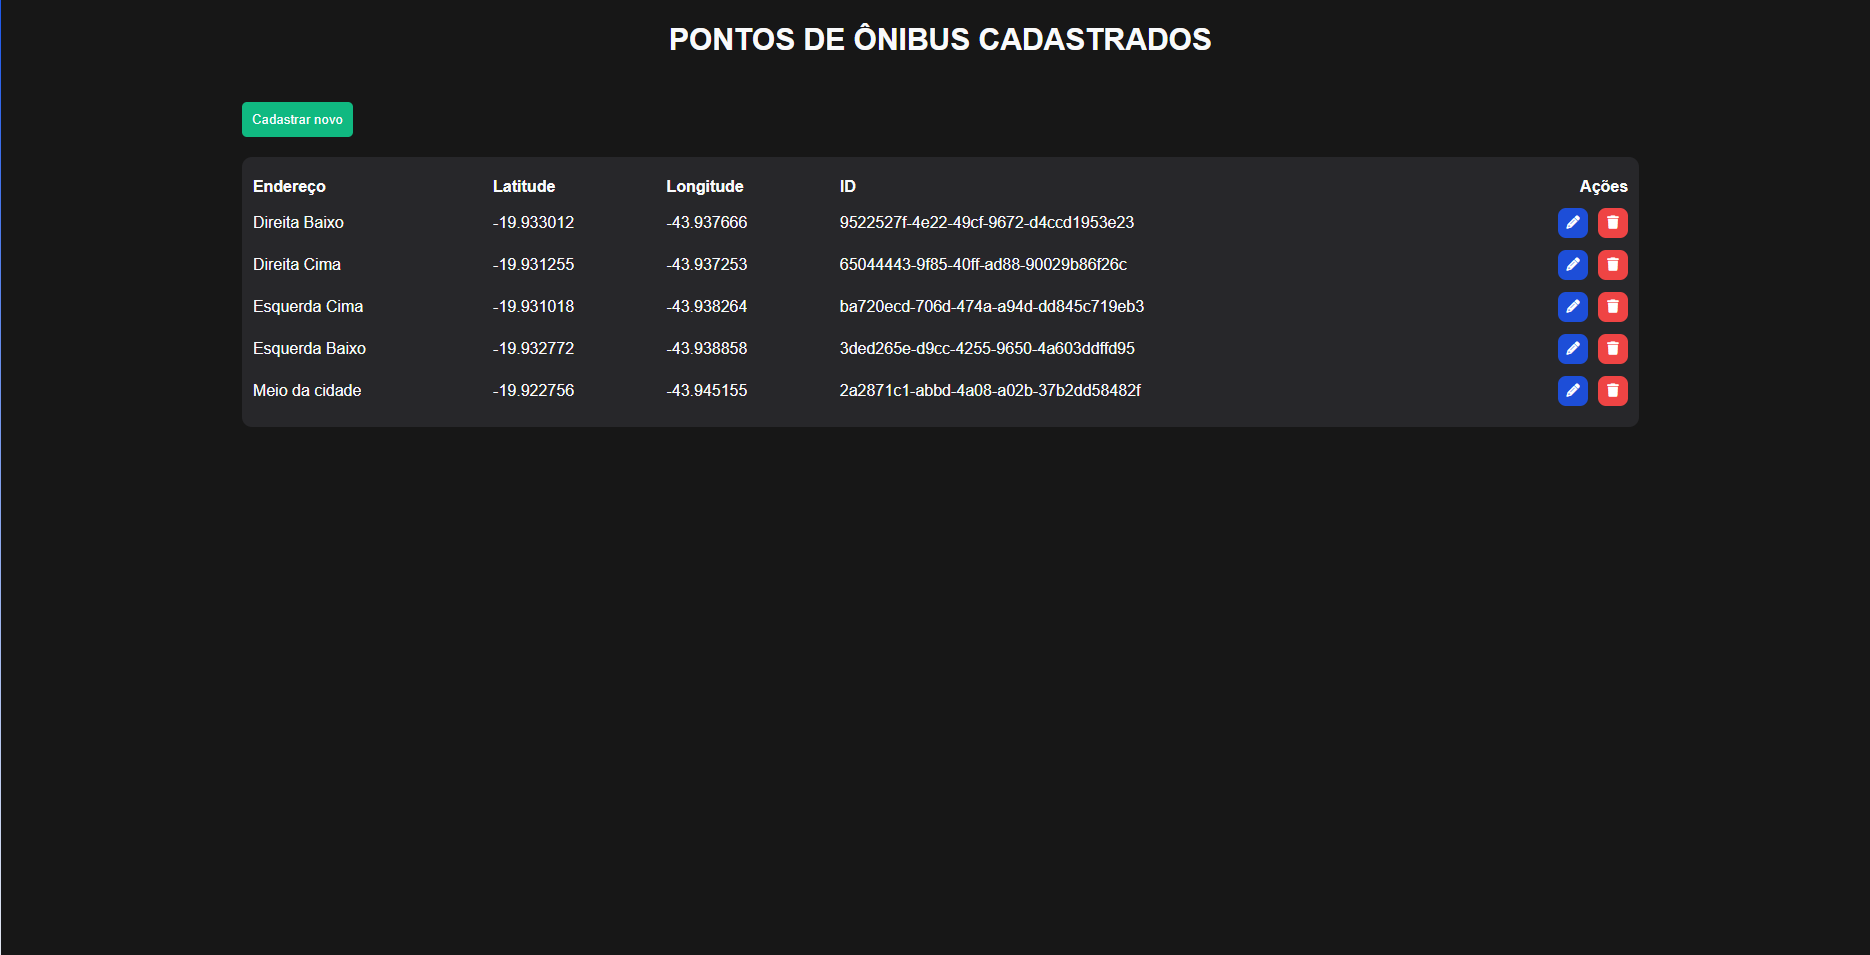 PONTOS DE ÔNIBUS CADASTRADOS
Cadastrar novo
Endereço Latitude Longitude ID Ações
Direita Baixo -19.933012 -43.937666 9522527f-4e22-49cf-9672-d4ccd1953e23
Direita Cima -19.931255 -43.937253 65044443-9f85-40ff-ad88-90029b86f26c
Esquerda Cima -19.931018 -43.938264 ba720ecd-706d-474a-a94d-dd845c719eb3
Esquerda Baixo -19.932772 -43.938858 3ded265e-d9cc-4255-9650-4a603ddffd95
Meio da cidade -19.922756 -43.945155 2a2871c1-abbd-4a08-a02b-37b2dd58482f